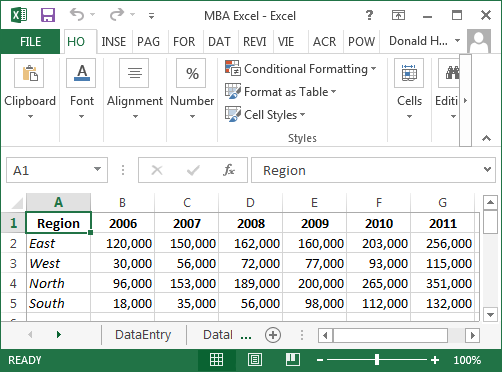 MBA Excel - Excel
FILE HO INSE PAG FOR DAT REVI VIE ACR POW Donald H...
Clipboard Font Alignment Number Conditional Formatting Format as Table Cell Styles Cells Editi
Styles
A1 fx Region
A B C D E F G
1 Region 2006 2007 2008 2009 2010 2011
2 East 120,000 150,000 162,000 160,000 203,000 256,000
3 West 30,000 56,000 72,000 77,000 93,000 115,000
4 North 96,000 153,000 189,000 200,000 265,000 351,000
5 South 18,000 35,000 56,000 98,000 112,000 132,000
DataEntry Datal ...
READY 100%